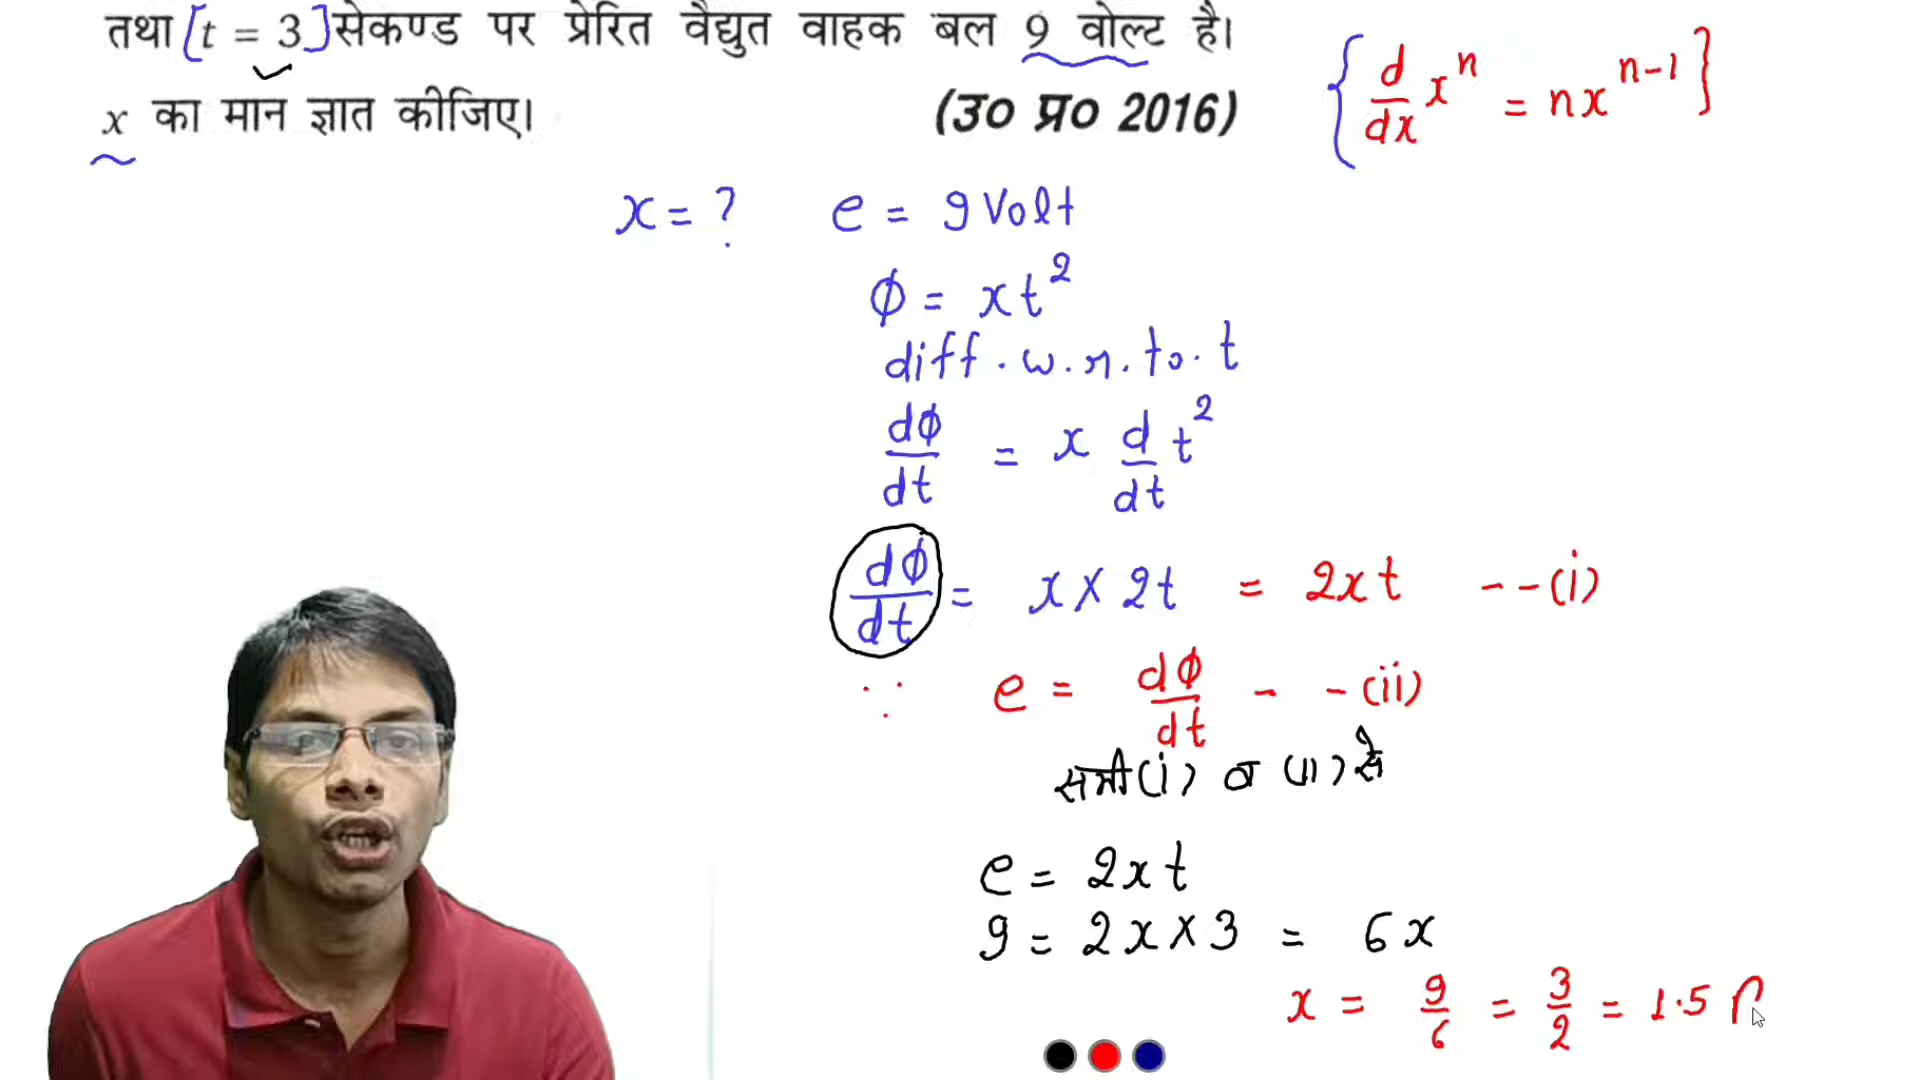 तथा [t = 3] सेकण्ड पर प्रेरित वैद्युत वाहक बल 9 वोल्ट है।
x का मान ज्ञात कीजिए। (उ० प्र० 2016)
{d/dx x^n = nx^(n-1)}
x = ? e = 9 Volt
φ = xt²
diff. w.r.to. t
dφ/dt = x d/dt t²
dφ/dt = x × 2t = 2xt --(i)
∵ e = dφ/dt - -(ii)
समी (i) व (ii) से
e = 2xt
9 = 2x × 3 = 6x
x = 9/6 = 3/2 = 1.5